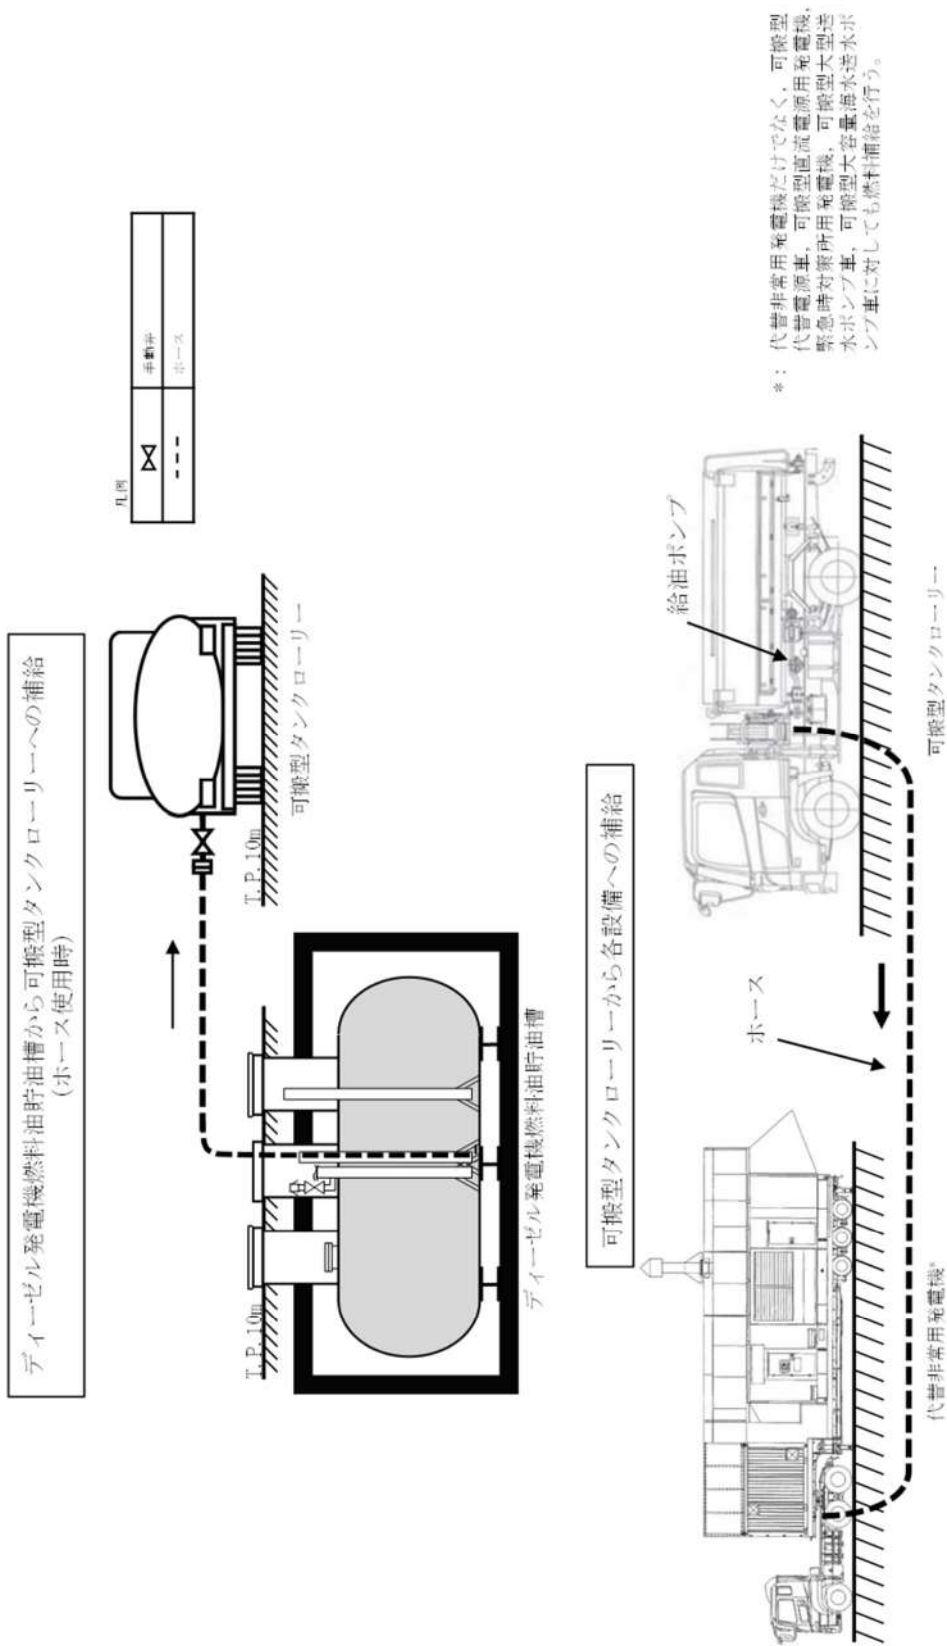 ディーゼル発電機燃料油貯油槽から可搬型タンクローリーへの補給
(ホース使用時)
凡例
手動弁
ホース
T.P.10m
T.P.10m
可搬型タンクローリー
ディーゼル発電機燃料油貯油槽
可搬型タンクローリーから各設備への補給
給油ポンプ
ホース
代替非常用発電機*
可搬型タンクローリー
*: 代替非常用発電機だけでなく，可搬型
代替電源車，可搬型直流電源用発電機，
緊急時対策所用発電機，可搬型大型送
水ポンプ車，可搬型大容量海水送水ポ
ンプ車に対しても燃料補給を行う。